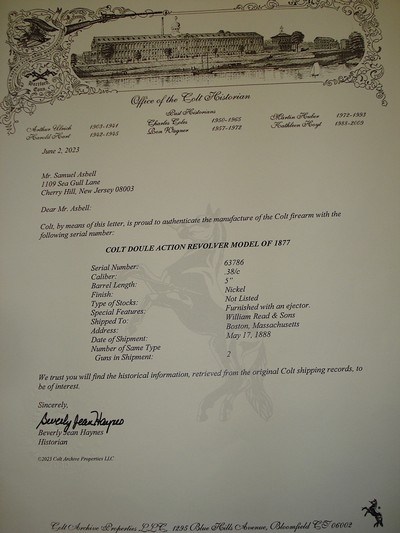 Office of the Colt Historian
Past Historians
Arthur Ulrich 1903-1941
Harold Hart 1942-1945
Charles Coles 1950-1965
Don Wagner 1957-1972
Martin Huber 1972-1993
Kathleen Hoyt 1985-2009
June 2, 2023
Mr. Samuel Asbell
1109 Sea Gull Lane
Cherry Hill, New Jersey 08003
Dear Mr. Asbell:
Colt, by means of this letter, is proud to authenticate the manufacture of the Colt firearm with the
following serial number:
COLT DOULE ACTION REVOLVER MODEL OF 1877
Serial Number: 63786
Caliber: .38/c
Barrel Length: 5"
Finish: Nickel
Type of Stocks: Not Listed
Special Features: Furnished with an ejector.
Shipped To: William Read & Sons
Address: Boston, Massachusetts
Date of Shipment: May 17, 1888
Number of Same Type
Guns in Shipment: 2
We trust you will find the historical information, retrieved from the original Colt shipping records, to
be of interest.
Sincerely,
Beverly Jean Haynes
Beverly Jean Haynes
Historian
©2023 Colt Archive Properties LLC
Colt Archive Properties, LLC 1295 Blue Hills Avenue, Bloomfield CT 06002